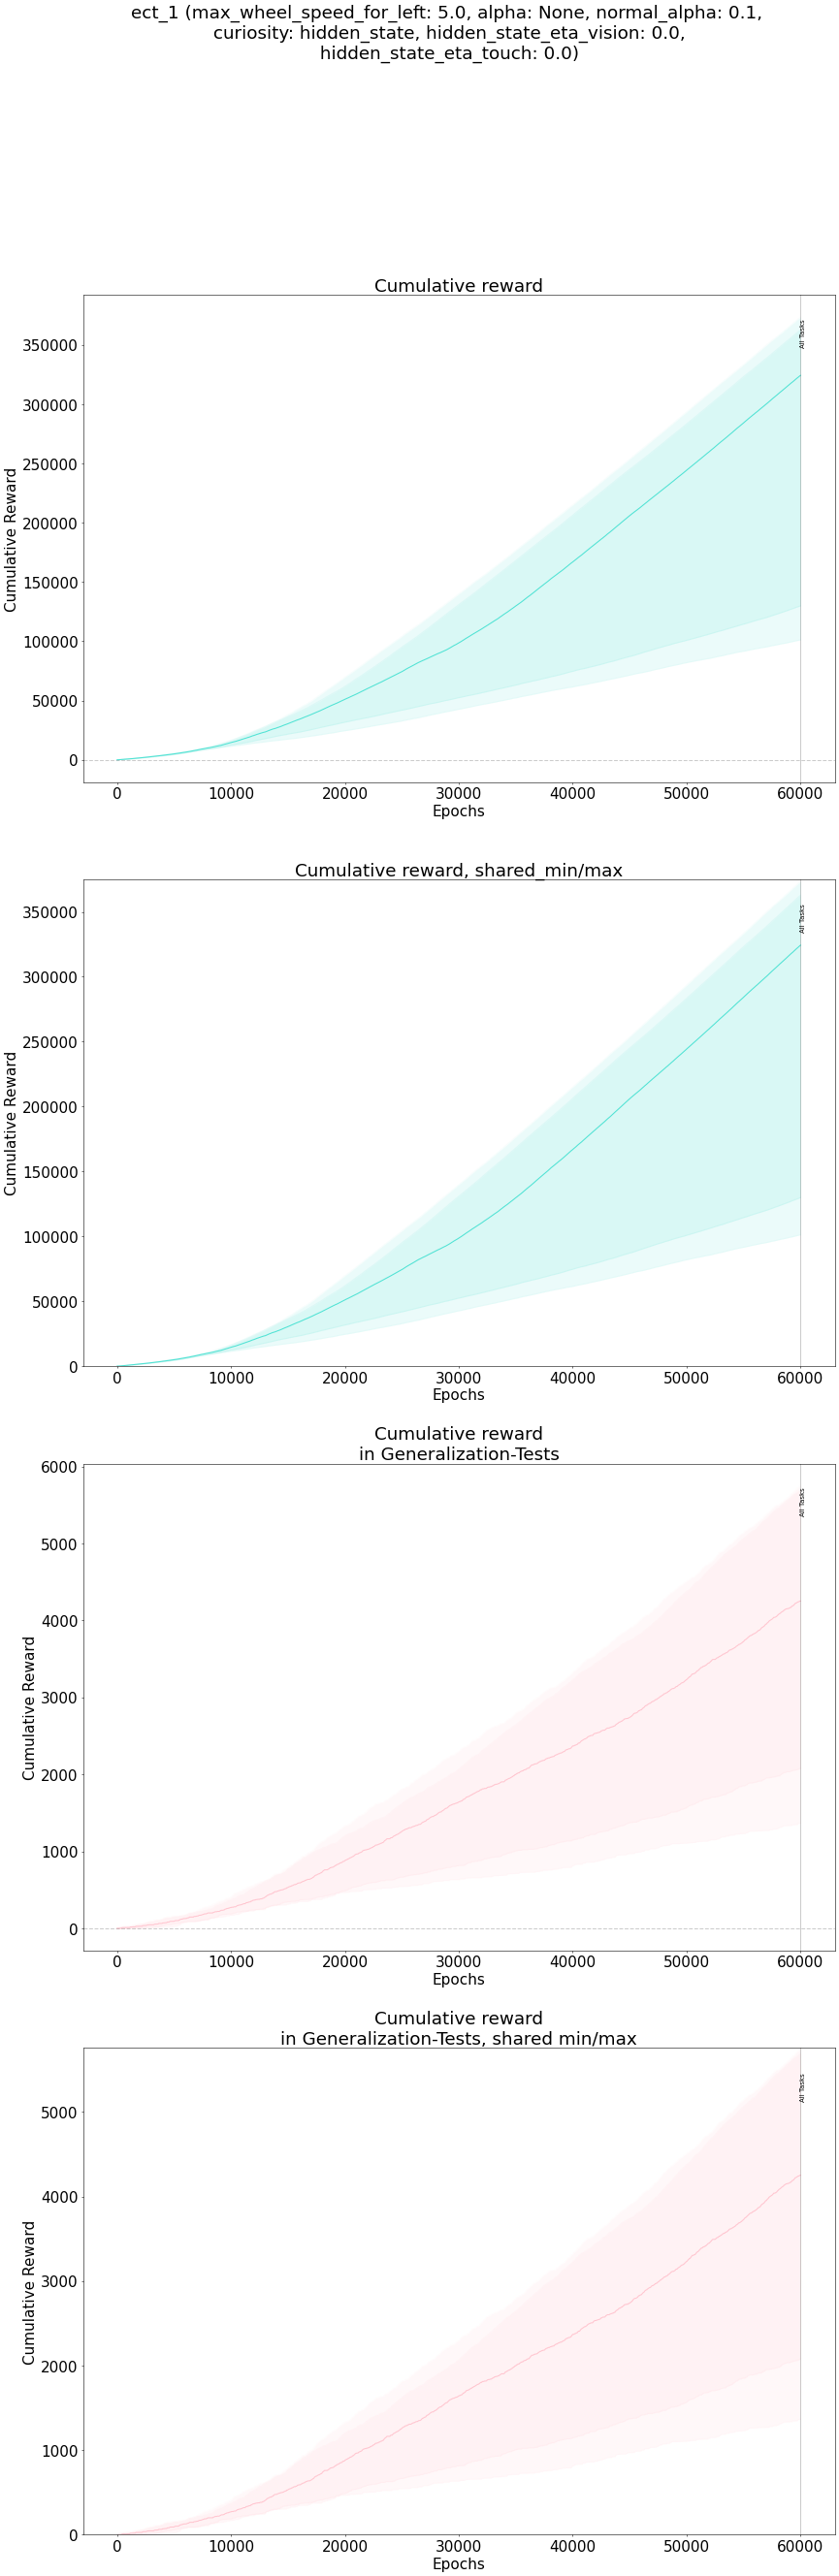 ect_1 (max_wheel_speed_for_left: 5.0, alpha: None, normal_alpha: 0.1,
curiosity: hidden_state, hidden_state_eta_vision: 0.0,
hidden_state_eta_touch: 0.0)
Cumulative reward
350000
300000
250000
200000
150000
100000
50000
0
Cumulative Reward
All Tasks
0 10000 20000 30000 40000 50000 60000
Epochs
Cumulative reward, shared_min/max
350000
300000
250000
200000
150000
100000
50000
0
Cumulative Reward
All Tasks
0 10000 20000 30000 40000 50000 60000
Epochs
Cumulative reward
in Generalization-Tests
6000
5000
4000
3000
2000
1000
0
Cumulative Reward
All Tasks
0 10000 20000 30000 40000 50000 60000
Epochs
Cumulative reward
in Generalization-Tests, shared min/max
5000
4000
3000
2000
1000
0
Cumulative Reward
All Tasks
0 10000 20000 30000 40000 50000 60000
Epochs